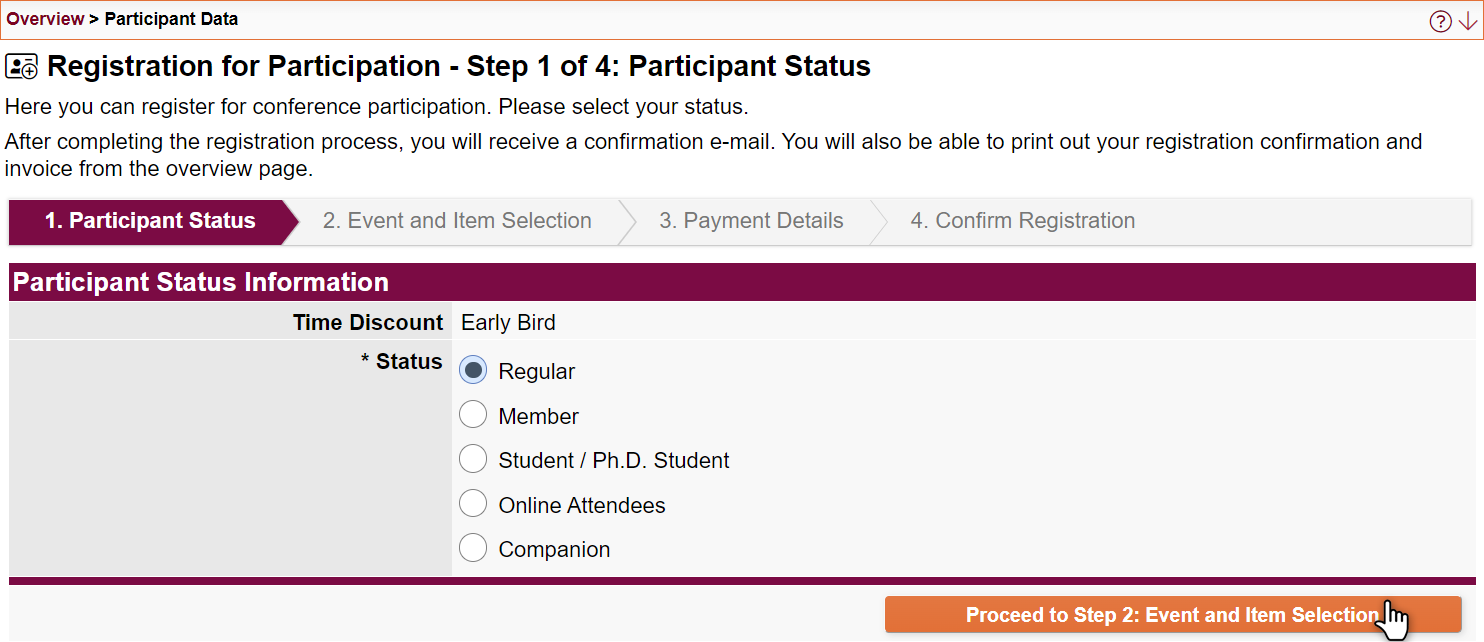 Overview > Participant Data
Registration for Participation - Step 1 of 4: Participant Status
Here you can register for conference participation. Please select your status.
After completing the registration process, you will receive a confirmation e-mail. You will also be able to print out your registration confirmation and
invoice from the overview page.
1. Participant Status 2. Event and Item Selection 3. Payment Details 4. Confirm Registration
Participant Status Information
Time Discount Early Bird
* Status
Regular
Member
Student / Ph.D. Student
Online Attendees
Companion
Proceed to Step 2: Event and Item Selection